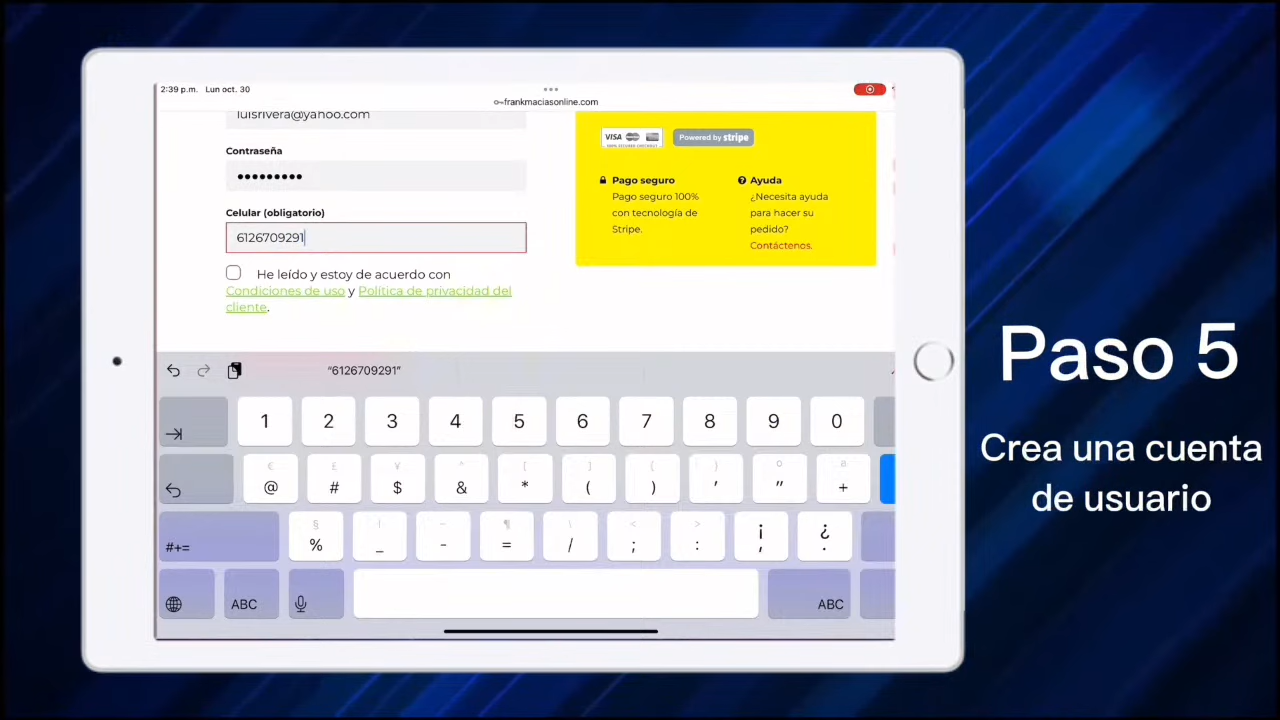 2:39 p.m. Lun oct. 30
frankmaciasonline.com
luisrivera@yahoo.com
Contraseña
•••••••••
Celular (obligatorio)
6126709291
He leído y estoy de acuerdo con
Condiciones de uso y Política de privacidad del
cliente.
VISA
Powered by stripe
Pago seguro
Pago seguro 100%
con tecnología de
Stripe.
Ayuda
¿Necesita ayuda
para hacer su
pedido?
Contáctenos.
Paso 5
Crea una cuenta
de usuario
"6126709291"
1 2 3 4 5 6 7 8 9 0
€ £ ¥ ^ [ ] { } º ª
@ # $ & * ( ) ' " +
§ | ~ ¶ \ < > ¡ ¿
% _ - = / ; : , .
#+=
ABC ABC